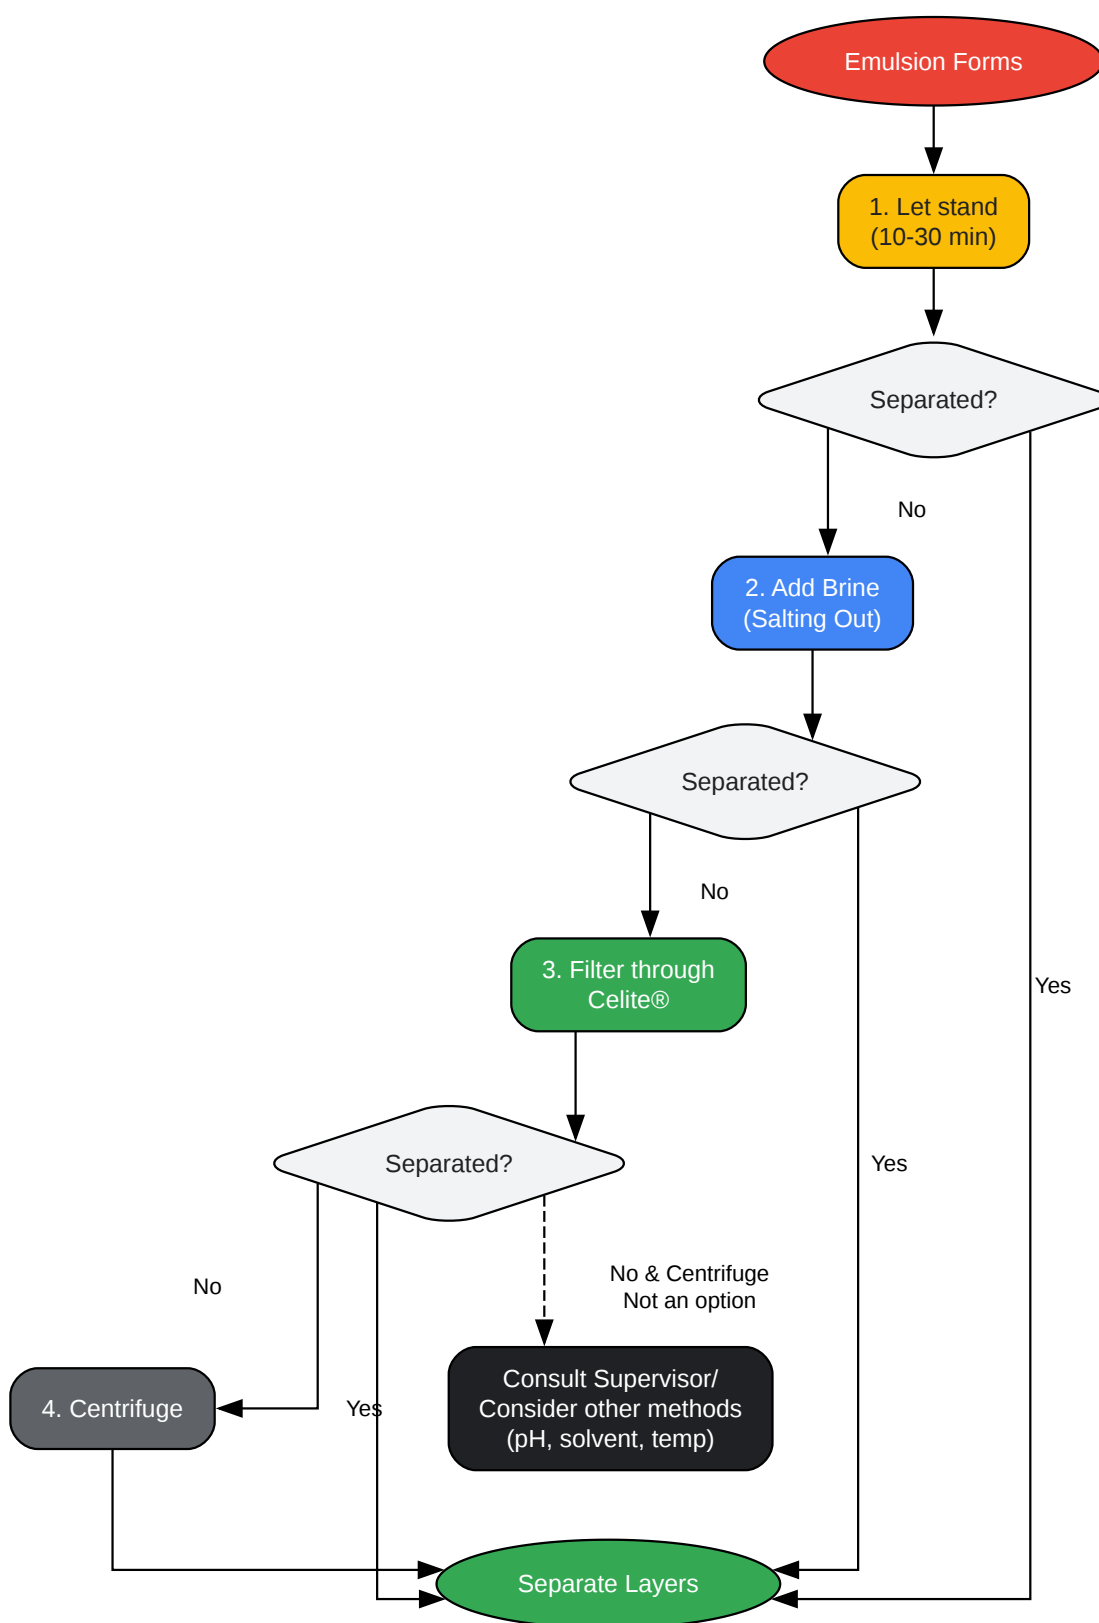 Emulsion Forms
1. Let stand
(10-30 min)
Separated?
No
2. Add Brine
(Salting Out)
Separated?
No
3. Filter through
Celite®
Yes
Separated?
Yes
No
No & Centrifuge
Not an option
4. Centrifuge
Yes
Consult Supervisor/
Consider other methods
(pH, solvent, temp)
Separate Layers